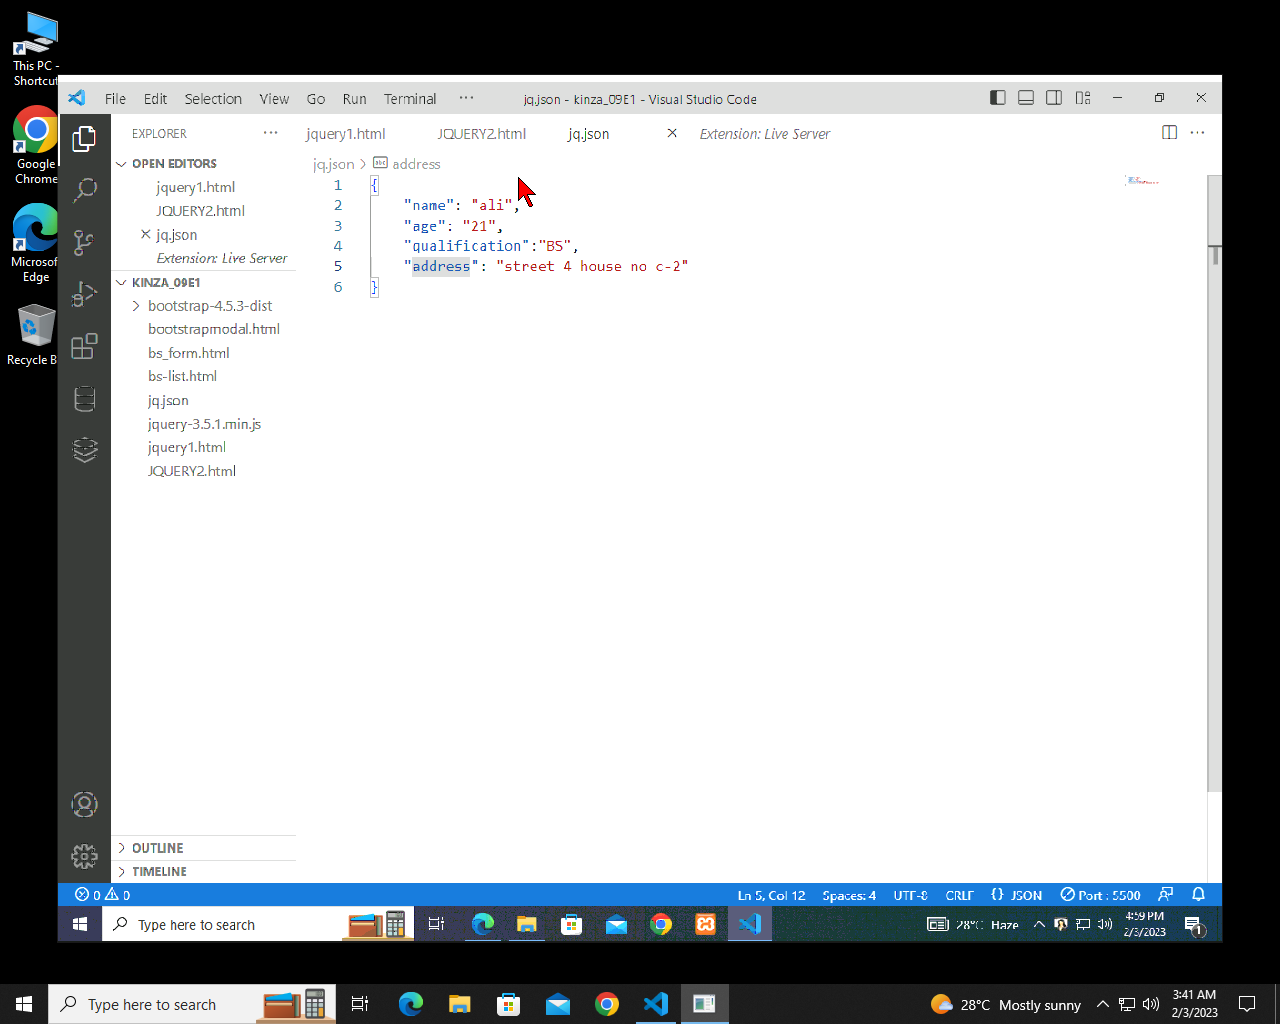 This PC - Shortcut
Google Chrome
Microsoft Edge
Recycle B
File Edit Selection View Go Run Terminal ···
jq.json - kinza_09E1 - Visual Studio Code
EXPLORER ···
jquery1.html JQUERY2.html jq.json Extension: Live Server
OPEN EDITORS
jquery1.html
JQUERY2.html
jq.json
Extension: Live Server
KINZA_09E1
bootstrap-4.5.3-dist
bootstrapmodal.html
bs_form.html
bs-list.html
jq.json
jquery-3.5.1.min.js
jquery1.html
JQUERY2.html
OUTLINE
TIMELINE
jq.json > abc address
1 {
2 "name": "ali",
3 "age": "21",
4 "qualification":"BS",
5 "address": "street 4 house no c-2"
6 }
0 0 Ln 5, Col 12 Spaces: 4 UTF-8 CRLF {} JSON Port : 5500
Type here to search 28°C Haze 4:59 PM
2/3/2023 1
Type here to search 28°C Mostly sunny 3:41 AM
2/3/2023